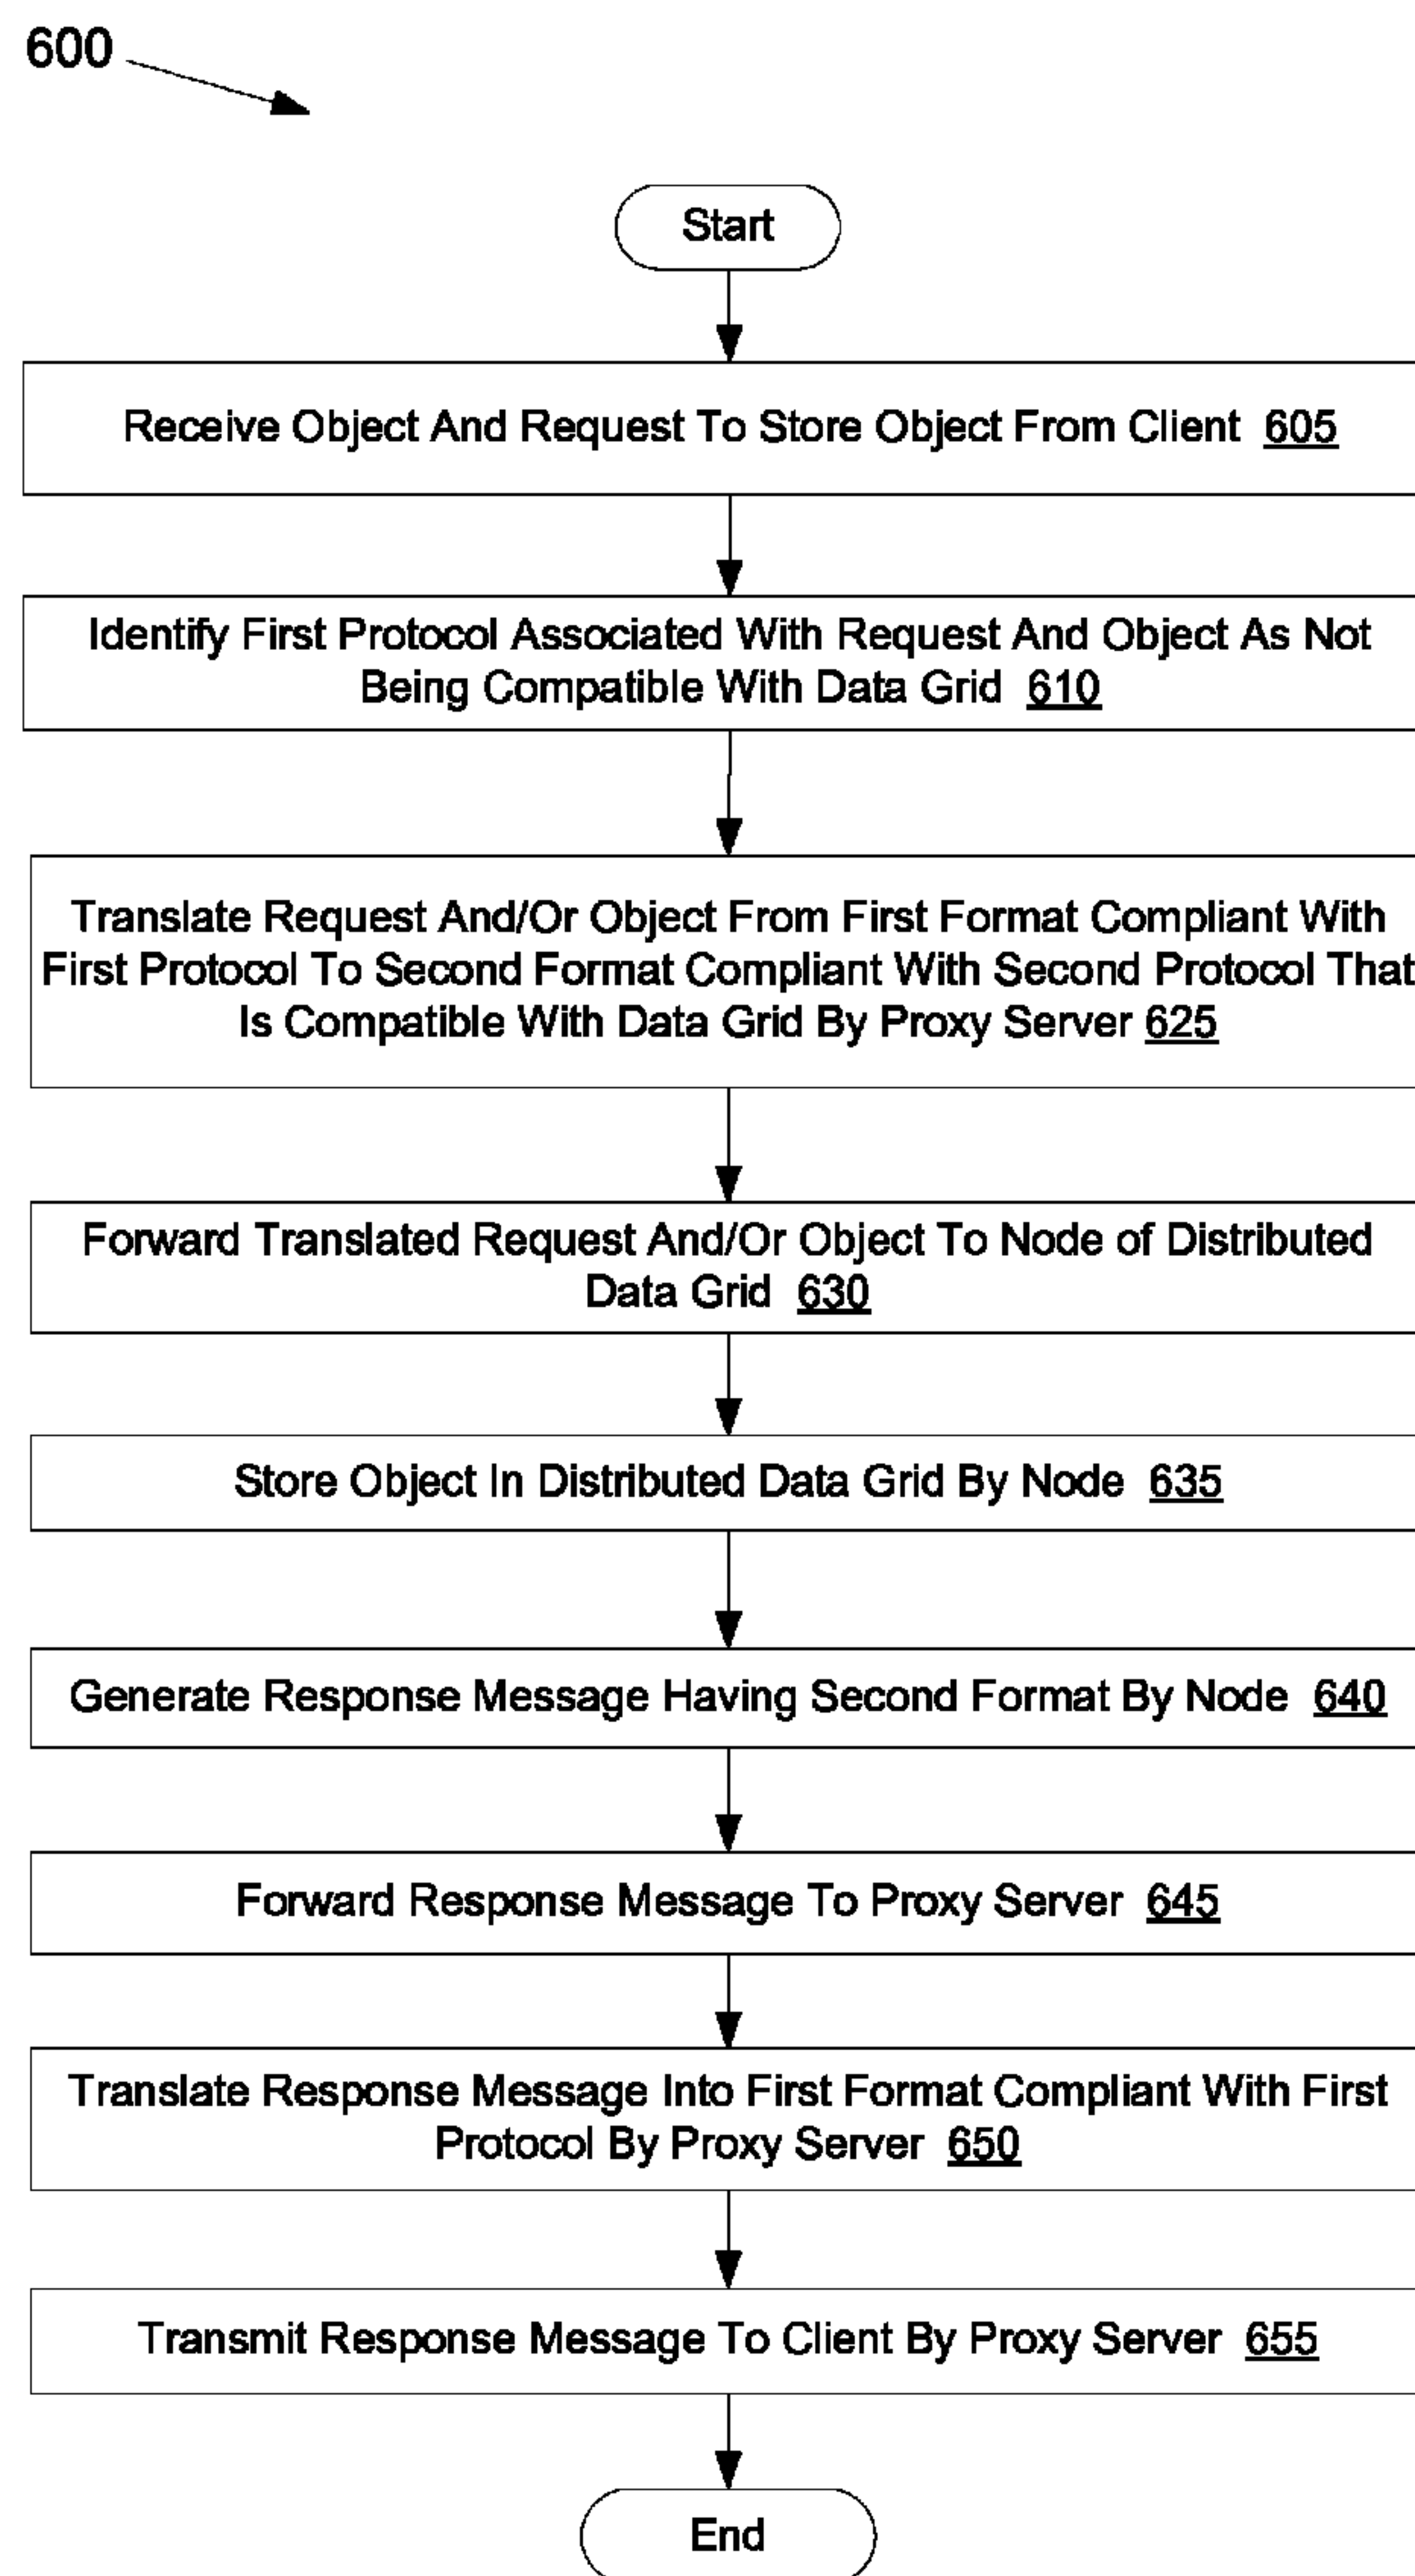 600
Start
Receive Object And Request To Store Object From Client 605
Identify First Protocol Associated With Request And Object As Not
Being Compatible With Data Grid 610
Translate Request And/Or Object From First Format Compliant With
First Protocol To Second Format Compliant With Second Protocol That
Is Compatible With Data Grid By Proxy Server 625
Forward Translated Request And/Or Object To Node of Distributed
Data Grid 630
Store Object In Distributed Data Grid By Node 635
Generate Response Message Having Second Format By Node 640
Forward Response Message To Proxy Server 645
Translate Response Message Into First Format Compliant With First
Protocol By Proxy Server 650
Transmit Response Message To Client By Proxy Server 655
End